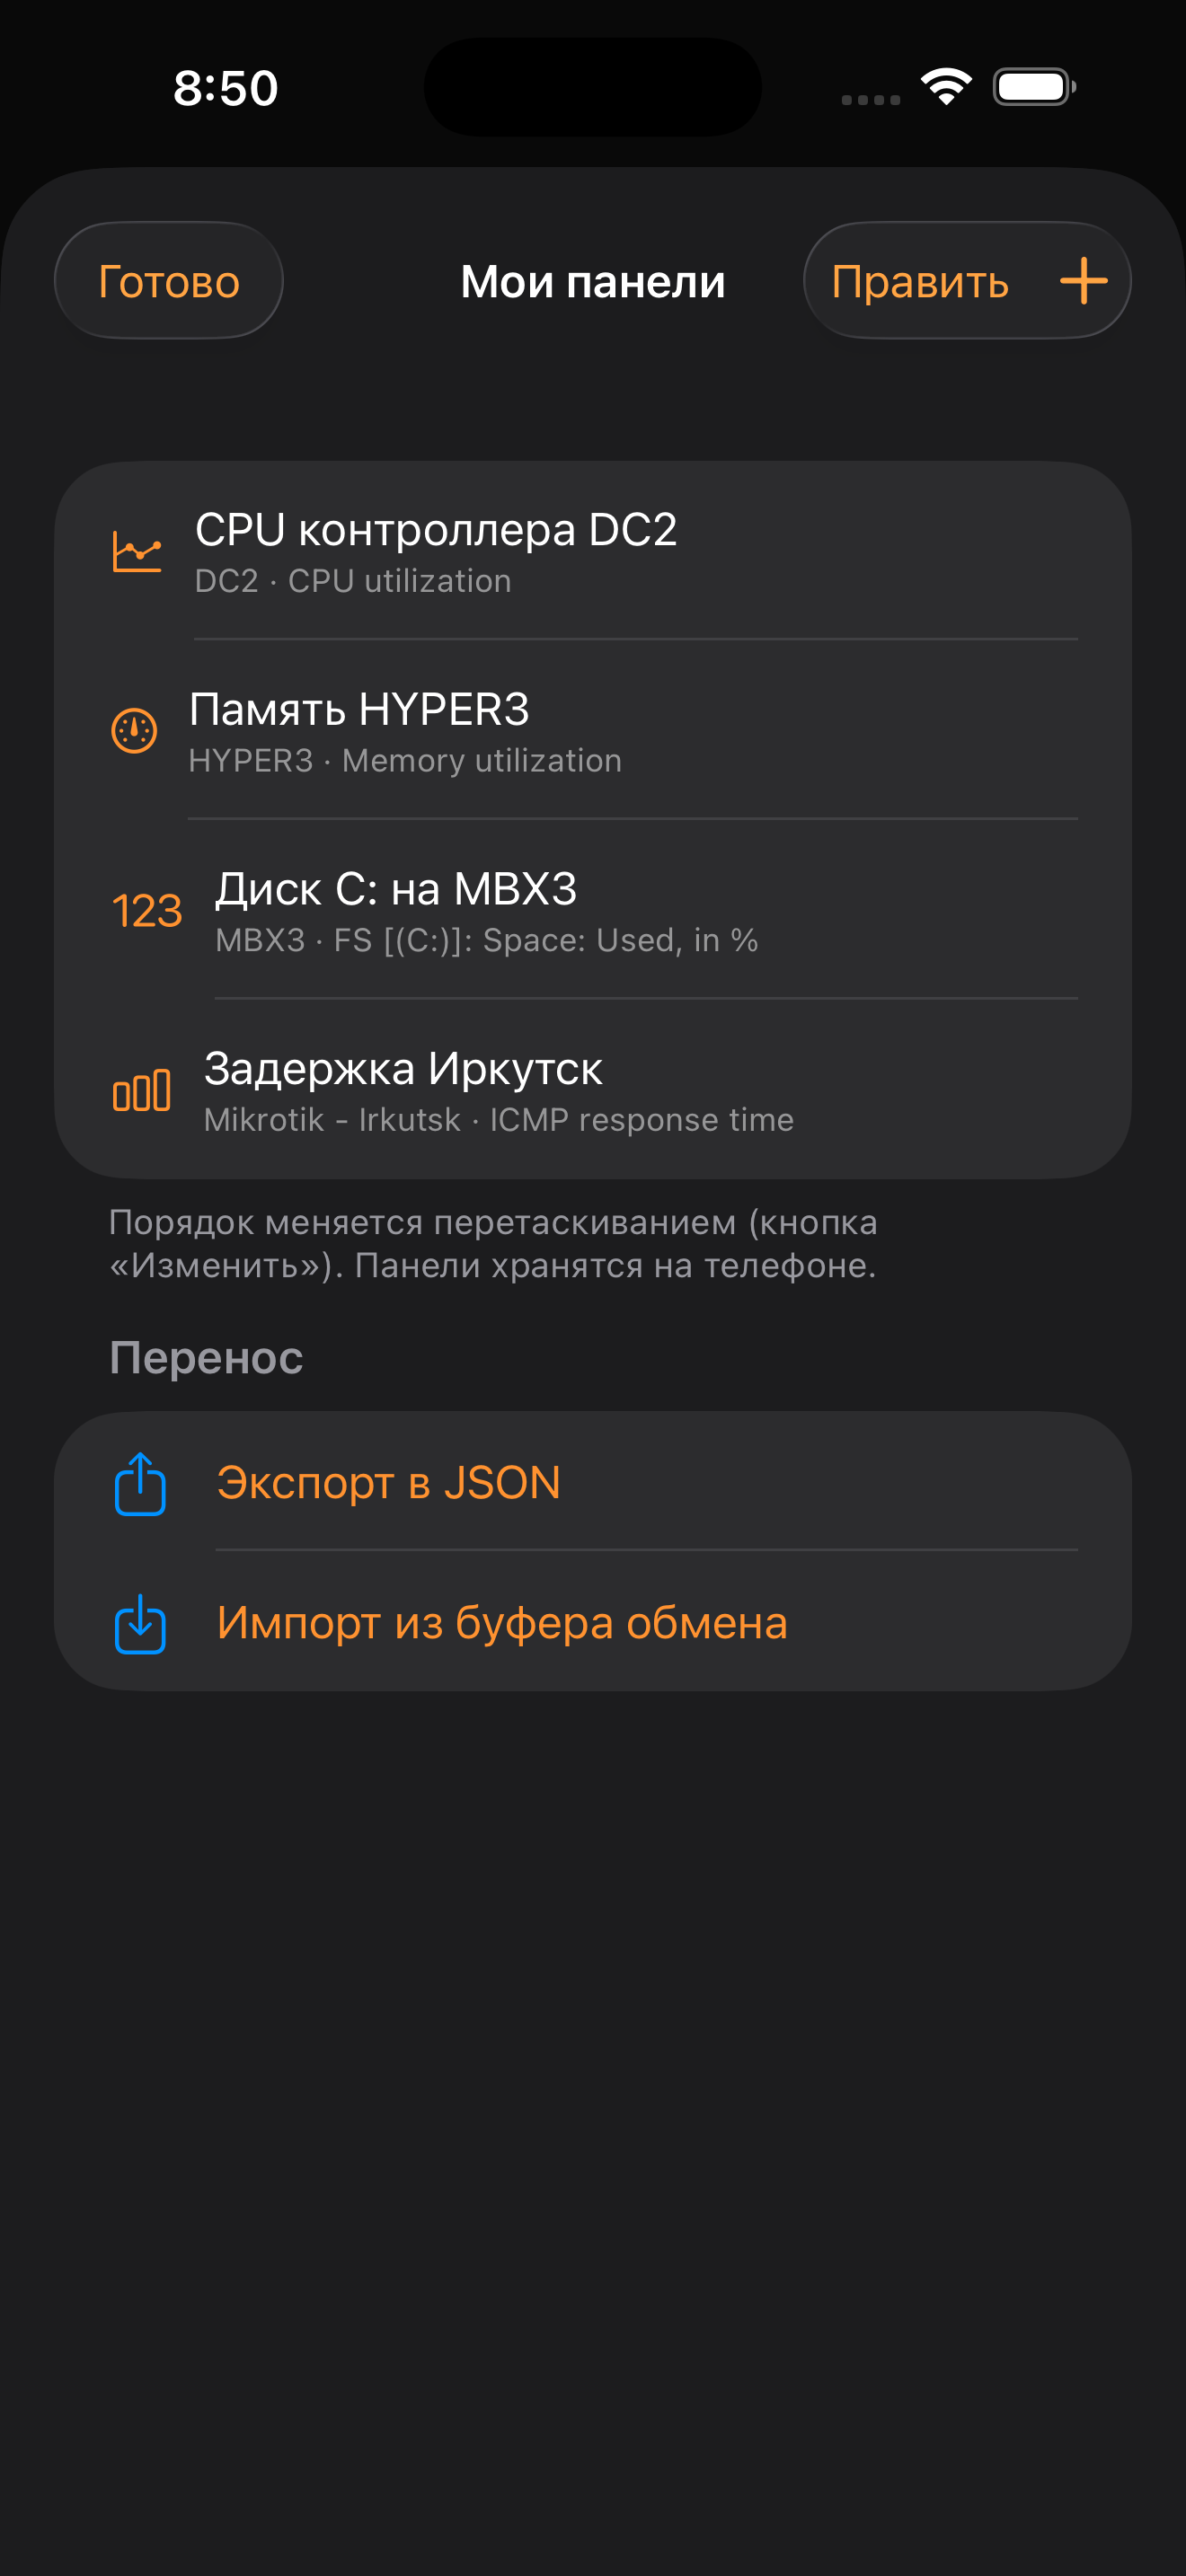 8:50
Готово
Мои панели
Править
CPU контроллера DC2
DC2 · CPU utilization
Память HYPER3
HYPER3 · Memory utilization
123
Диск C: на MBX3
MBX3 · FS [(C:)]: Space: Used, in %
Задержка Иркутск
Mikrotik - Irkutsk · ICMP response time
Порядок меняется перетаскиванием (кнопка
«Изменить»). Панели хранятся на телефоне.
Перенос
Экспорт в JSON
Импорт из буфера обмена